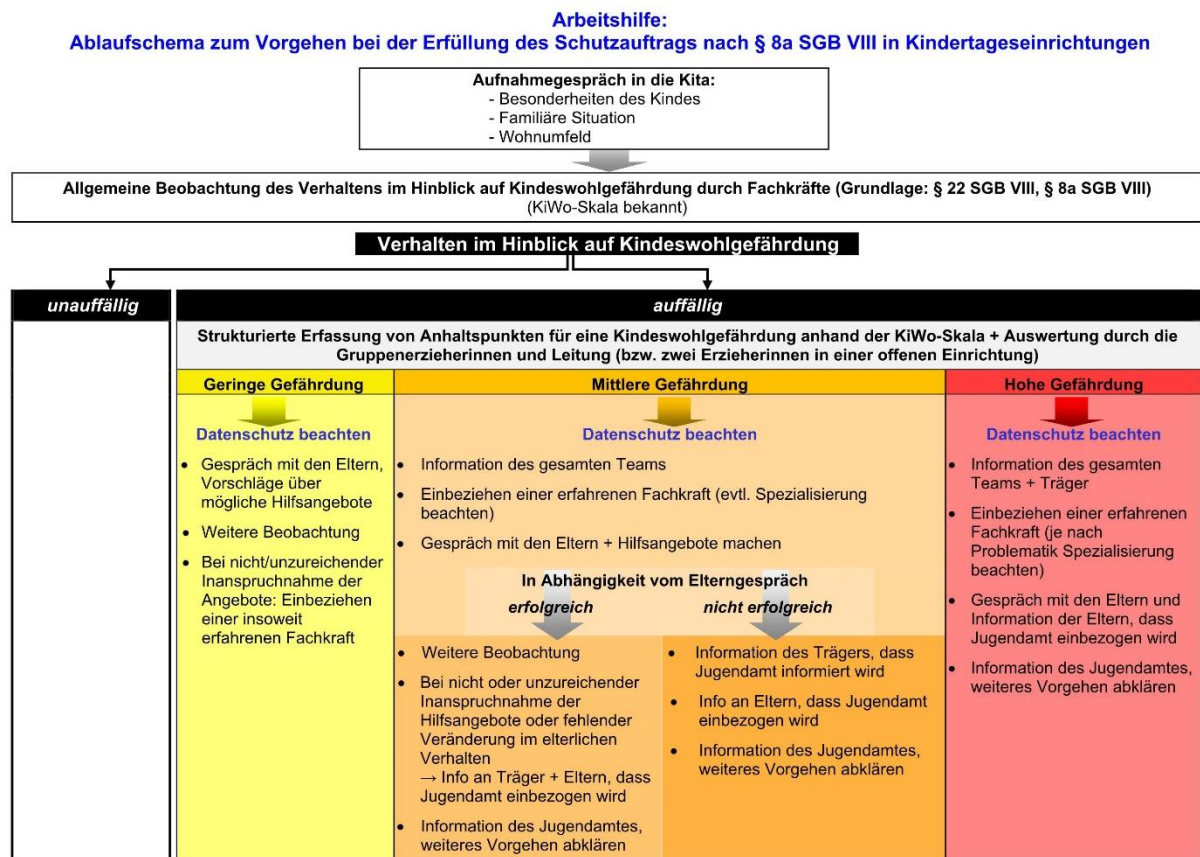 Arbeitshilfe:
Ablaufschema zum Vorgehen bei der Erfüllung des Schutzauftrags nach § 8a SGB VIII in Kindertageseinrichtungen
Aufnahmegespräch in die Kita:
- Besonderheiten des Kindes
- Familiäre Situation
- Wohnumfeld
Allgemeine Beobachtung des Verhaltens im Hinblick auf Kindeswohlgefährdung durch Fachkräfte (Grundlage: § 22 SGB VIII, § 8a SGB VIII)
(KiWo-Skala bekannt)
Verhalten im Hinblick auf Kindeswohlgefährdung
unauffällig
auffällig
Strukturierte Erfassung von Anhaltspunkten für eine Kindeswohlgefährdung anhand der KiWo-Skala + Auswertung durch die
Gruppenerzieherinnen und Leitung (bzw. zwei Erzieherinnen in einer offenen Einrichtung)
Geringe Gefährdung
Datenschutz beachten
• Gespräch mit den Eltern,
Vorschläge über
mögliche Hilfsangebote
• Weitere Beobachtung
• Bei nicht/unzureichender
Inanspruchnahme der
Angebote: Einbeziehen
einer insoweit
erfahrenen Fachkraft
Mittlere Gefährdung
Datenschutz beachten
• Information des gesamten Teams
• Einbeziehen einer erfahrenen Fachkraft (evtl. Spezialisierung
beachten)
• Gespräch mit den Eltern + Hilfsangebote machen
In Abhängigkeit vom Elterngespräch
erfolgreich
nicht erfolgreich
• Weitere Beobachtung
• Bei nicht oder unzureichender
Inanspruchnahme der
Hilfsangebote oder fehlender
Veränderung im elterlichen
Verhalten
→ Info an Träger + Eltern, dass
Jugendamt einbezogen wird
• Information des Jugendamtes,
weiteres Vorgehen abklären
• Information des Trägers, dass
Jugendamt informiert wird
• Info an Eltern, dass Jugendamt
einbezogen wird
• Information des Jugendamtes,
weiteres Vorgehen abklären
Hohe Gefährdung
Datenschutz beachten
• Information des gesamten
Teams + Träger
• Einbeziehen einer erfahrenen
Fachkraft (je nach
Problematik Spezialisierung
beachten)
• Gespräch mit den Eltern und
Information der Eltern, dass
Jugendamt einbezogen wird
• Information des Jugendamtes,
weiteres Vorgehen abklären